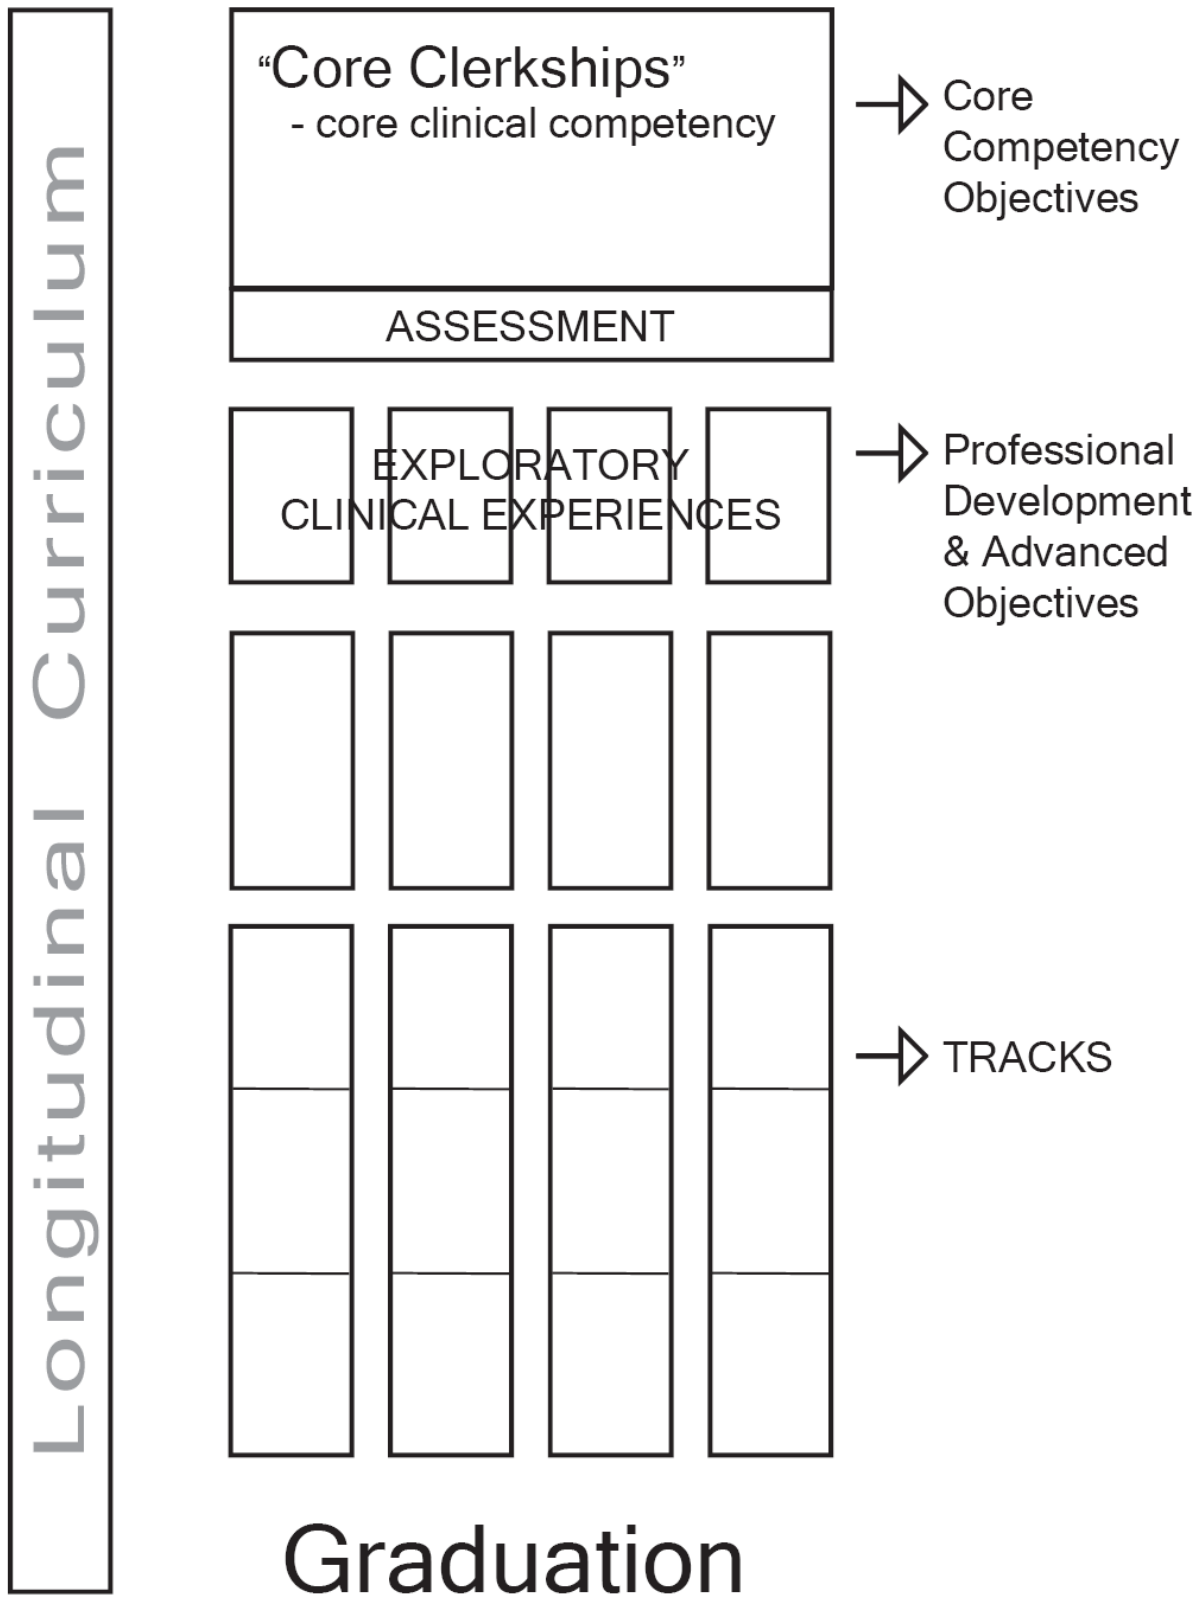 Longitudinal Curriculum
“Core Clerkships”
- core clinical competency
Core
Competency
Objectives
ASSESSMENT
EXPLORATORY
CLINICAL EXPERIENCES
Professional
Development
& Advanced
Objectives
TRACKS
Graduation